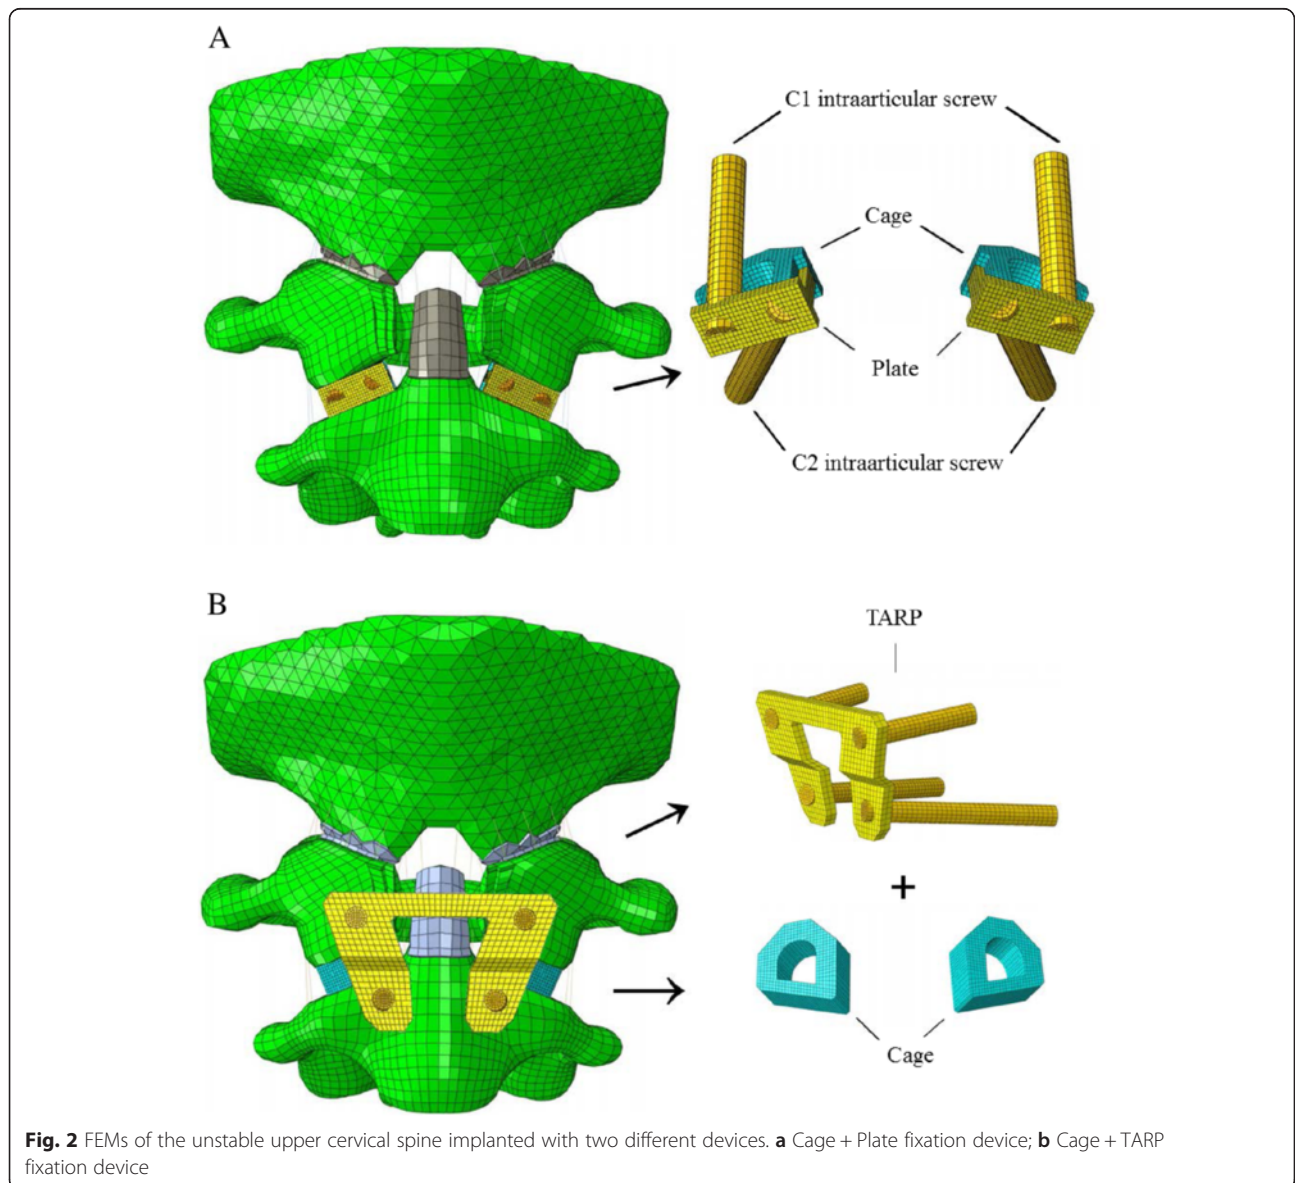 A
C1 intraarticular screw
Cage
Plate
C2 intraarticular screw
B
TARP
+
Cage
Fig. 2 FEMs of the unstable upper cervical spine implanted with two different devices. a Cage + Plate fixation device; b Cage + TARP
fixation device